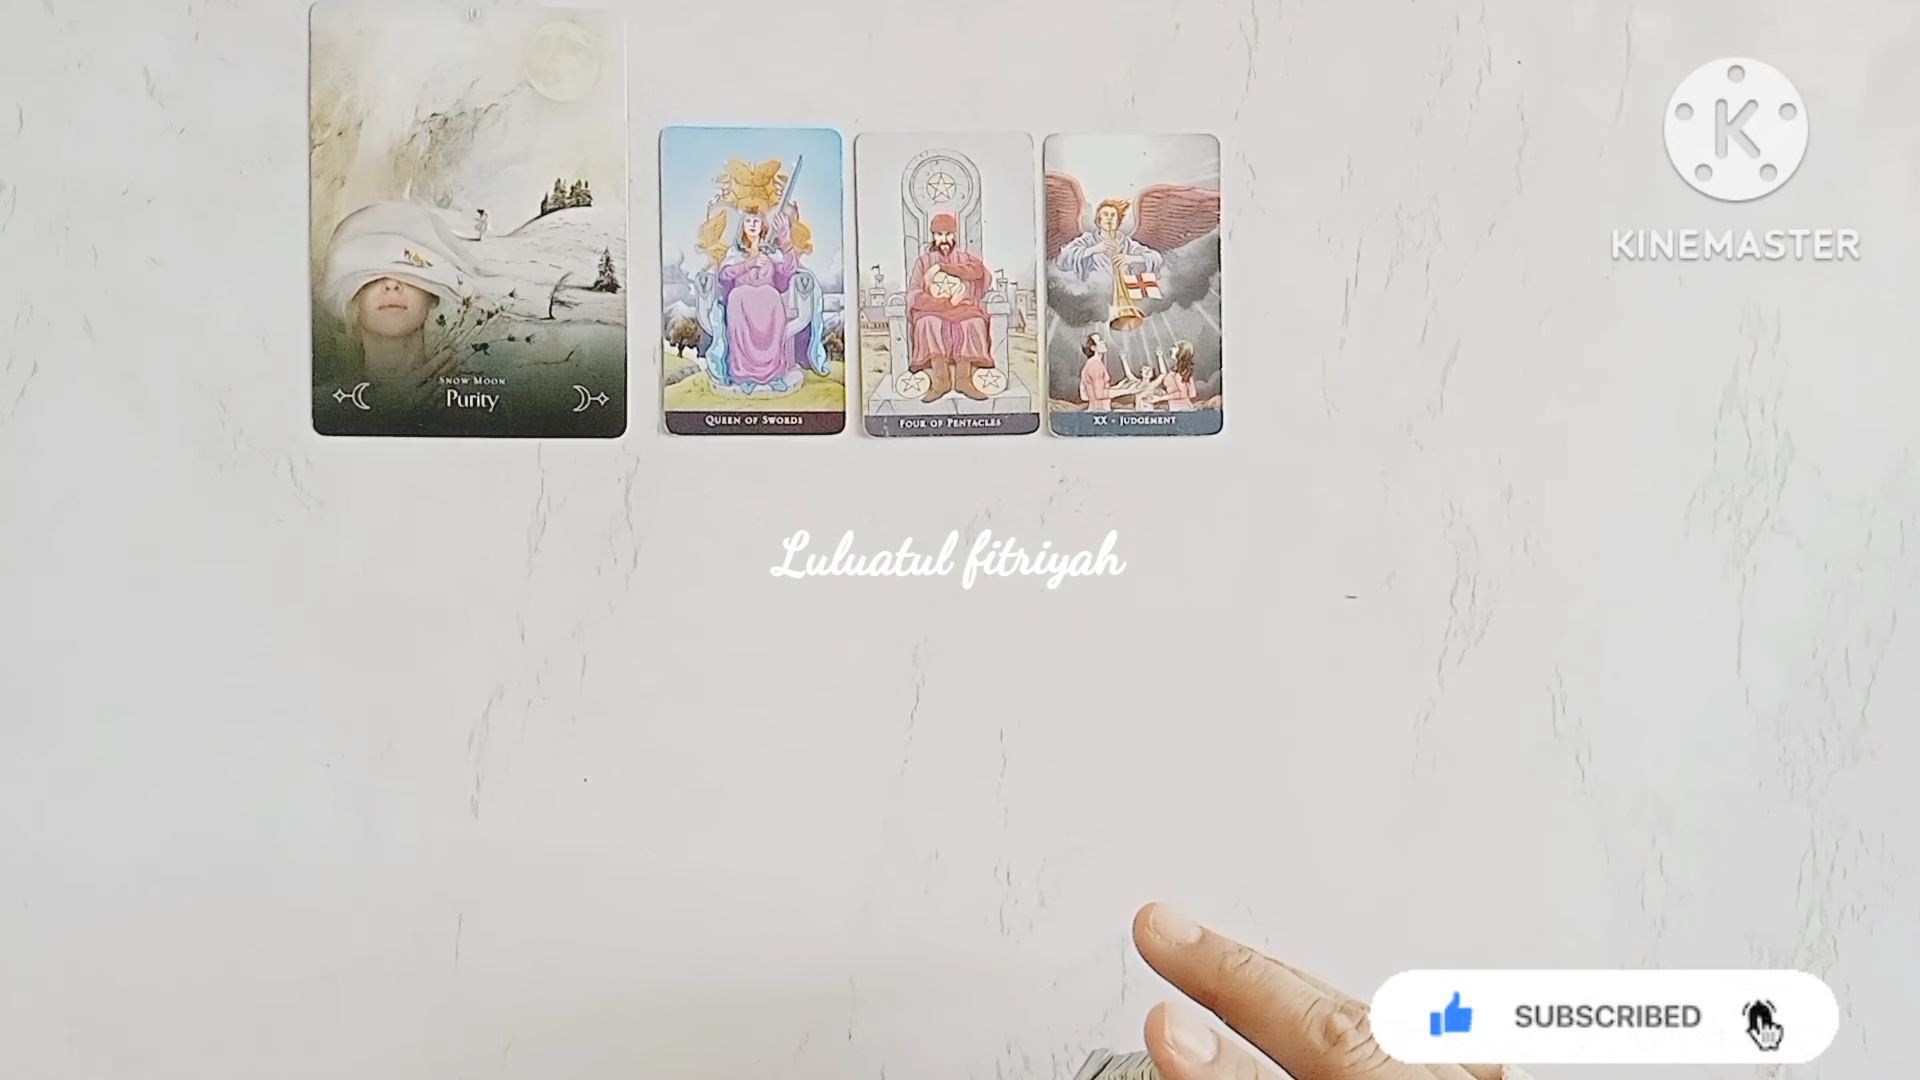 KINEMASTER
SNOW MOON
Purity
QUEEN OF SWORDS
FOUR OF PENTACLES
XX • JUDGEMENT
Luluatul fitriyah
SUBSCRIBED